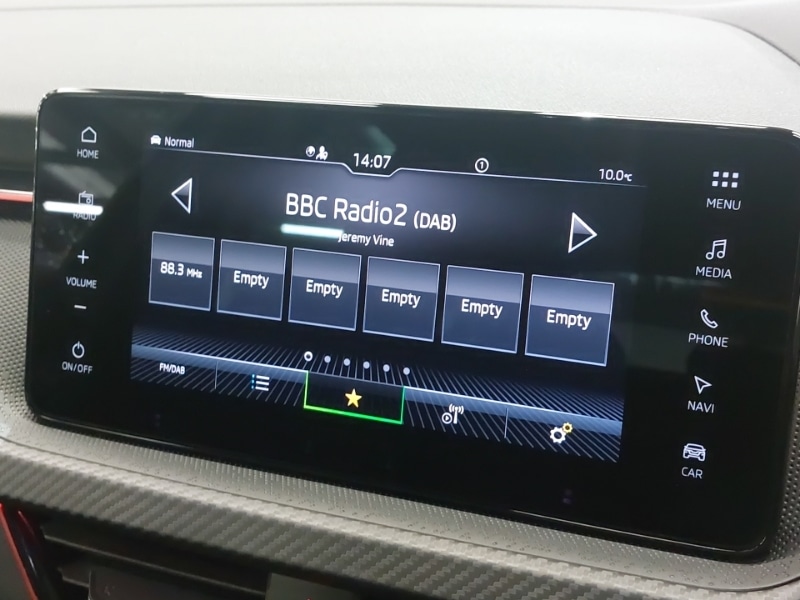 HOME
RADIO
+
VOLUME
−
ON/OFF
Normal
14:07
1
10.0°C
BBC Radio2 (DAB)
Jeremy Vine
88.3 MHz
Empty
Empty
Empty
Empty
Empty
FM/DAB
MENU
MEDIA
PHONE
NAVI
CAR